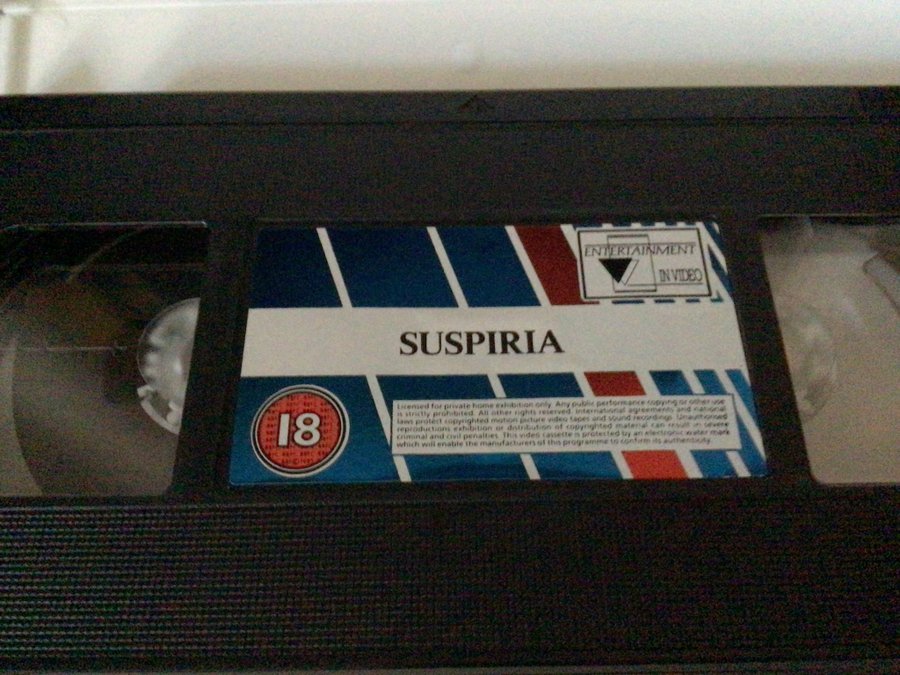 ENTERTAINMENT
IN VIDEO
SUSPIRIA
18
Licensed for private home exhibition only. Any public performance copying or other use
is strictly prohibited. All other rights reserved. International agreements and national
laws protect copyrighted motion picture video tapes and sound recordings. Unauthorised
reproductions exhibition or distribution of copyrighted material can result in severe
criminal and civil penalties. This video cassette is protected by an electronic water mark
which will enable the manufacturers of this programme to confirm its authenticity.